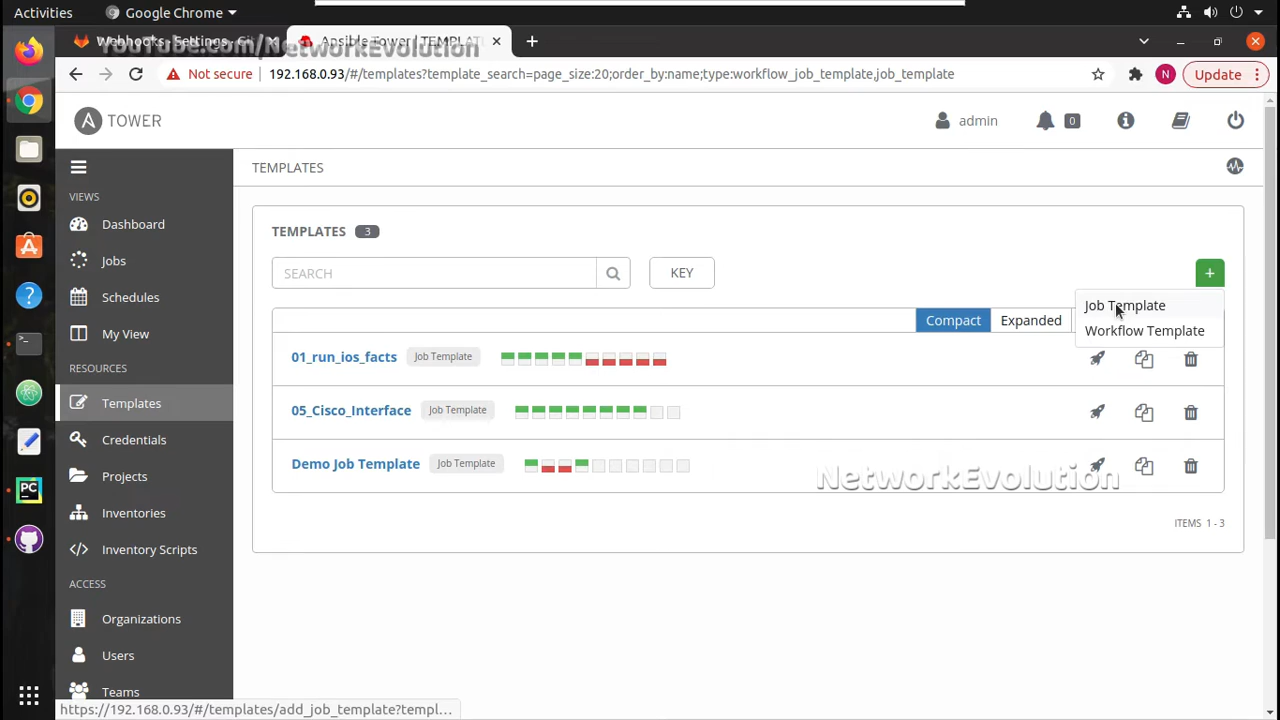 Activities
Google Chrome
Webhooks · Settings · Gi
Ansible Tower | TEMPLAT
YouTube.com/NetworkEvolution
Not secure
192.168.0.93/#/templates?template_search=page_size:20;order_by:name;type:workflow_job_template,job_template
N
Update
A TOWER
admin
0
VIEWS
Dashboard
Jobs
Schedules
My View
RESOURCES
Templates
Credentials
Projects
Inventories
Inventory Scripts
ACCESS
Organizations
Users
Teams
TEMPLATES
TEMPLATES 3
SEARCH
KEY
+
Job Template
Workflow Template
Compact
Expanded
01_run_ios_facts Job Template
05_Cisco_Interface Job Template
Demo Job Template Job Template
NetworkEvolution
ITEMS 1 - 3
PC
https://192.168.0.93/#/templates/add_job_template?templ...